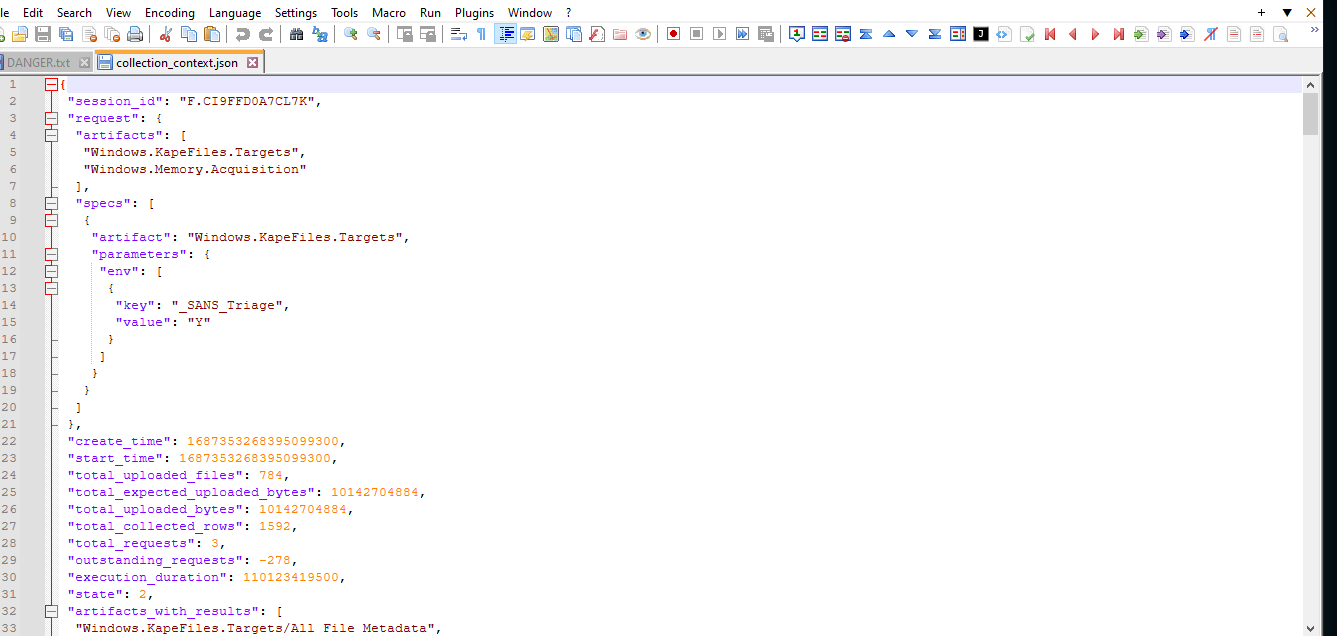 le Edit Search View Encoding Language Settings Tools Macro Run Plugins Window ? + ▼ ✕
DANGER.txt collection_context.json
1 {
2 "session_id": "F.CI9FFD0A7CL7K",
3 "request": {
4 "artifacts": [
5 "Windows.KapeFiles.Targets",
6 "Windows.Memory.Acquisition"
7 ],
8 "specs": [
9 {
10 "artifact": "Windows.KapeFiles.Targets",
11 "parameters": {
12 "env": [
13 {
14 "key": "_SANS_Triage",
15 "value": "Y"
16 }
17 ]
18 }
19 }
20 ]
21 },
22 "create_time": 1687353268395099300,
23 "start_time": 1687353268395099300,
24 "total_uploaded_files": 784,
25 "total_expected_uploaded_bytes": 10142704884,
26 "total_uploaded_bytes": 10142704884,
27 "total_collected_rows": 1592,
28 "total_requests": 3,
29 "outstanding_requests": -278,
30 "execution_duration": 110123419500,
31 "state": 2,
32 "artifacts_with_results": [
33 "Windows.KapeFiles.Targets/All File Metadata",